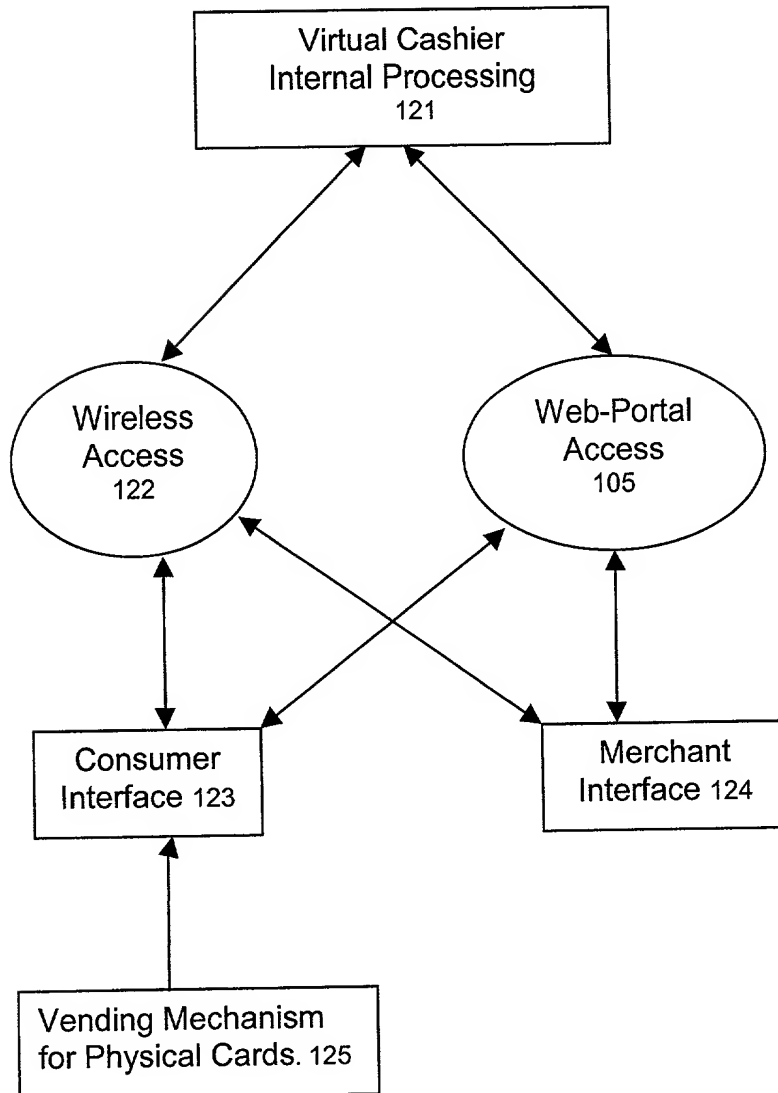 Virtual Cashier
Internal Processing
121
Wireless
Access
122
Web-Portal
Access
105
Consumer
Interface 123
Merchant
Interface 124
Vending Mechanism
for Physical Cards. 125